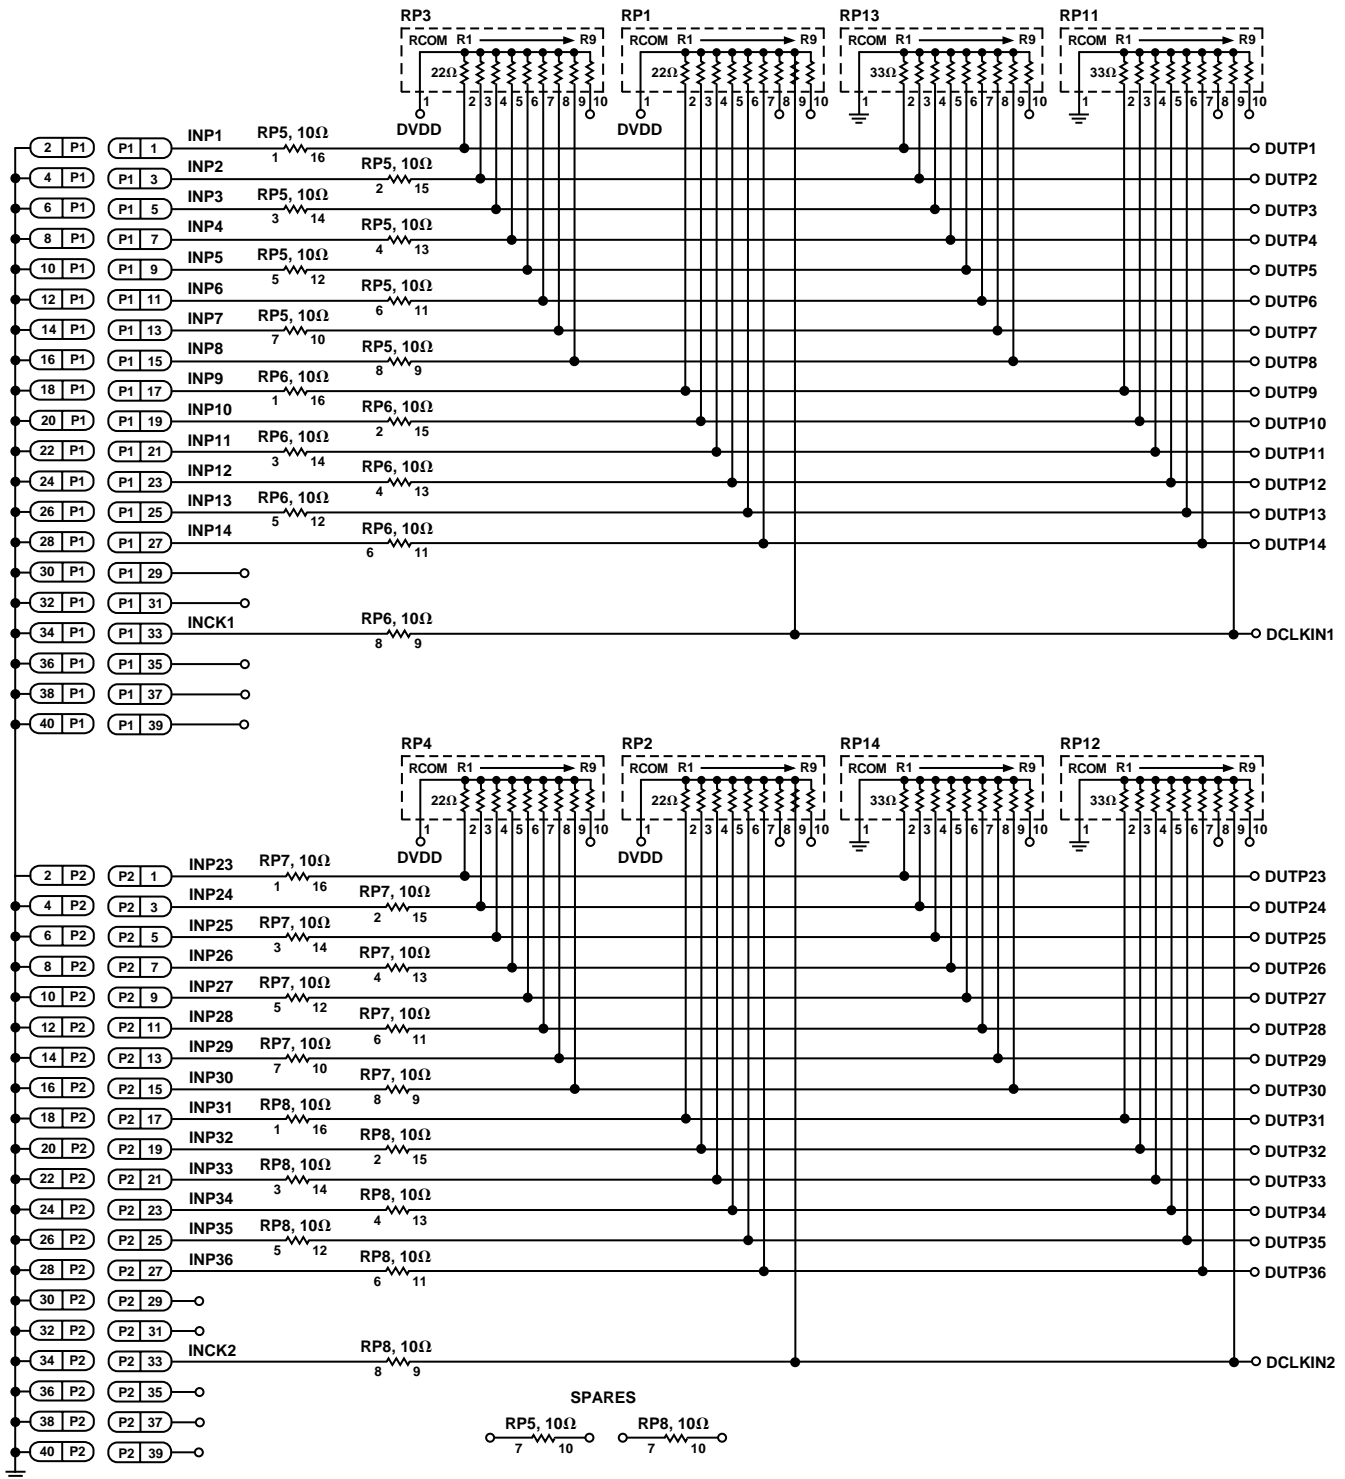 RP3 RP1 RP13 RP11
RCOM R1 R9 RCOM R1 R9 RCOM R1 R9 RCOM R1 R9
22Ω 22Ω 33Ω 33Ω
1 2 3 4 5 6 7 8 9 10 1 2 3 4 5 6 7 8 9 10 1 2 3 4 5 6 7 8 9 10 1 2 3 4 5 6 7 8 9 10
DVDD DVDD
2 P1 P1 1 INP1 RP5, 10Ω 1 16 DUTP1
4 P1 P1 3 INP2 RP5, 10Ω 2 15 DUTP2
6 P1 P1 5 INP3 RP5, 10Ω 3 14 DUTP3
8 P1 P1 7 INP4 RP5, 10Ω 4 13 DUTP4
10 P1 P1 9 INP5 RP5, 10Ω 5 12 DUTP5
12 P1 P1 11 INP6 RP5, 10Ω 6 11 DUTP6
14 P1 P1 13 INP7 RP5, 10Ω 7 10 DUTP7
16 P1 P1 15 INP8 RP5, 10Ω 8 9 DUTP8
18 P1 P1 17 INP9 RP6, 10Ω 1 16 DUTP9
20 P1 P1 19 INP10 RP6, 10Ω 2 15 DUTP10
22 P1 P1 21 INP11 RP6, 10Ω 3 14 DUTP11
24 P1 P1 23 INP12 RP6, 10Ω 4 13 DUTP12
26 P1 P1 25 INP13 RP6, 10Ω 5 12 DUTP13
28 P1 P1 27 INP14 RP6, 10Ω 6 11 DUTP14
30 P1 P1 29
32 P1 P1 31
34 P1 P1 33 INCK1 RP6, 10Ω 8 9 DCLKIN1
36 P1 P1 35
38 P1 P1 37
40 P1 P1 39
RP4 RP2 RP14 RP12
RCOM R1 R9 RCOM R1 R9 RCOM R1 R9 RCOM R1 R9
22Ω 22Ω 33Ω 33Ω
1 2 3 4 5 6 7 8 9 10 1 2 3 4 5 6 7 8 9 10 1 2 3 4 5 6 7 8 9 10 1 2 3 4 5 6 7 8 9 10
DVDD DVDD
2 P2 P2 1 INP23 RP7, 10Ω 1 16 DUTP23
4 P2 P2 3 INP24 RP7, 10Ω 2 15 DUTP24
6 P2 P2 5 INP25 RP7, 10Ω 3 14 DUTP25
8 P2 P2 7 INP26 RP7, 10Ω 4 13 DUTP26
10 P2 P2 9 INP27 RP7, 10Ω 5 12 DUTP27
12 P2 P2 11 INP28 RP7, 10Ω 6 11 DUTP28
14 P2 P2 13 INP29 RP7, 10Ω 7 10 DUTP29
16 P2 P2 15 INP30 RP7, 10Ω 8 9 DUTP30
18 P2 P2 17 INP31 RP8, 10Ω 1 16 DUTP31
20 P2 P2 19 INP32 RP8, 10Ω 2 15 DUTP32
22 P2 P2 21 INP33 RP8, 10Ω 3 14 DUTP33
24 P2 P2 23 INP34 RP8, 10Ω 4 13 DUTP34
26 P2 P2 25 INP35 RP8, 10Ω 5 12 DUTP35
28 P2 P2 27 INP36 RP8, 10Ω 6 11 DUTP36
30 P2 P2 29
32 P2 P2 31
34 P2 P2 33 INCK2 RP8, 10Ω 8 9 DCLKIN2
36 P2 P2 35
38 P2 P2 37
40 P2 P2 39
SPARES
RP5, 10Ω RP8, 10Ω
7 10 7 10